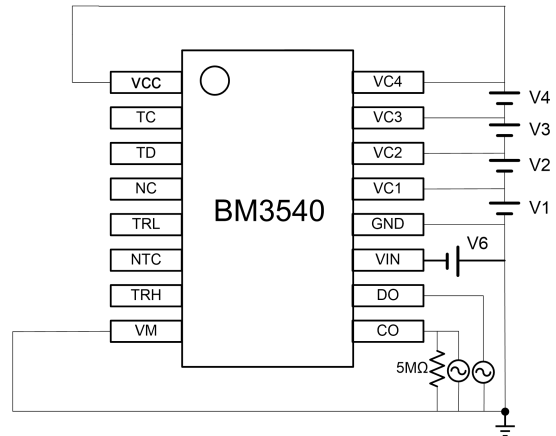 VCC
TC
TD
NC
TRL
NTC
TRH
VM
BM3540
VC4
VC3
VC2
VC1
GND
VIN
DO
CO
V4
V3
V2
V1
V6
5MΩ